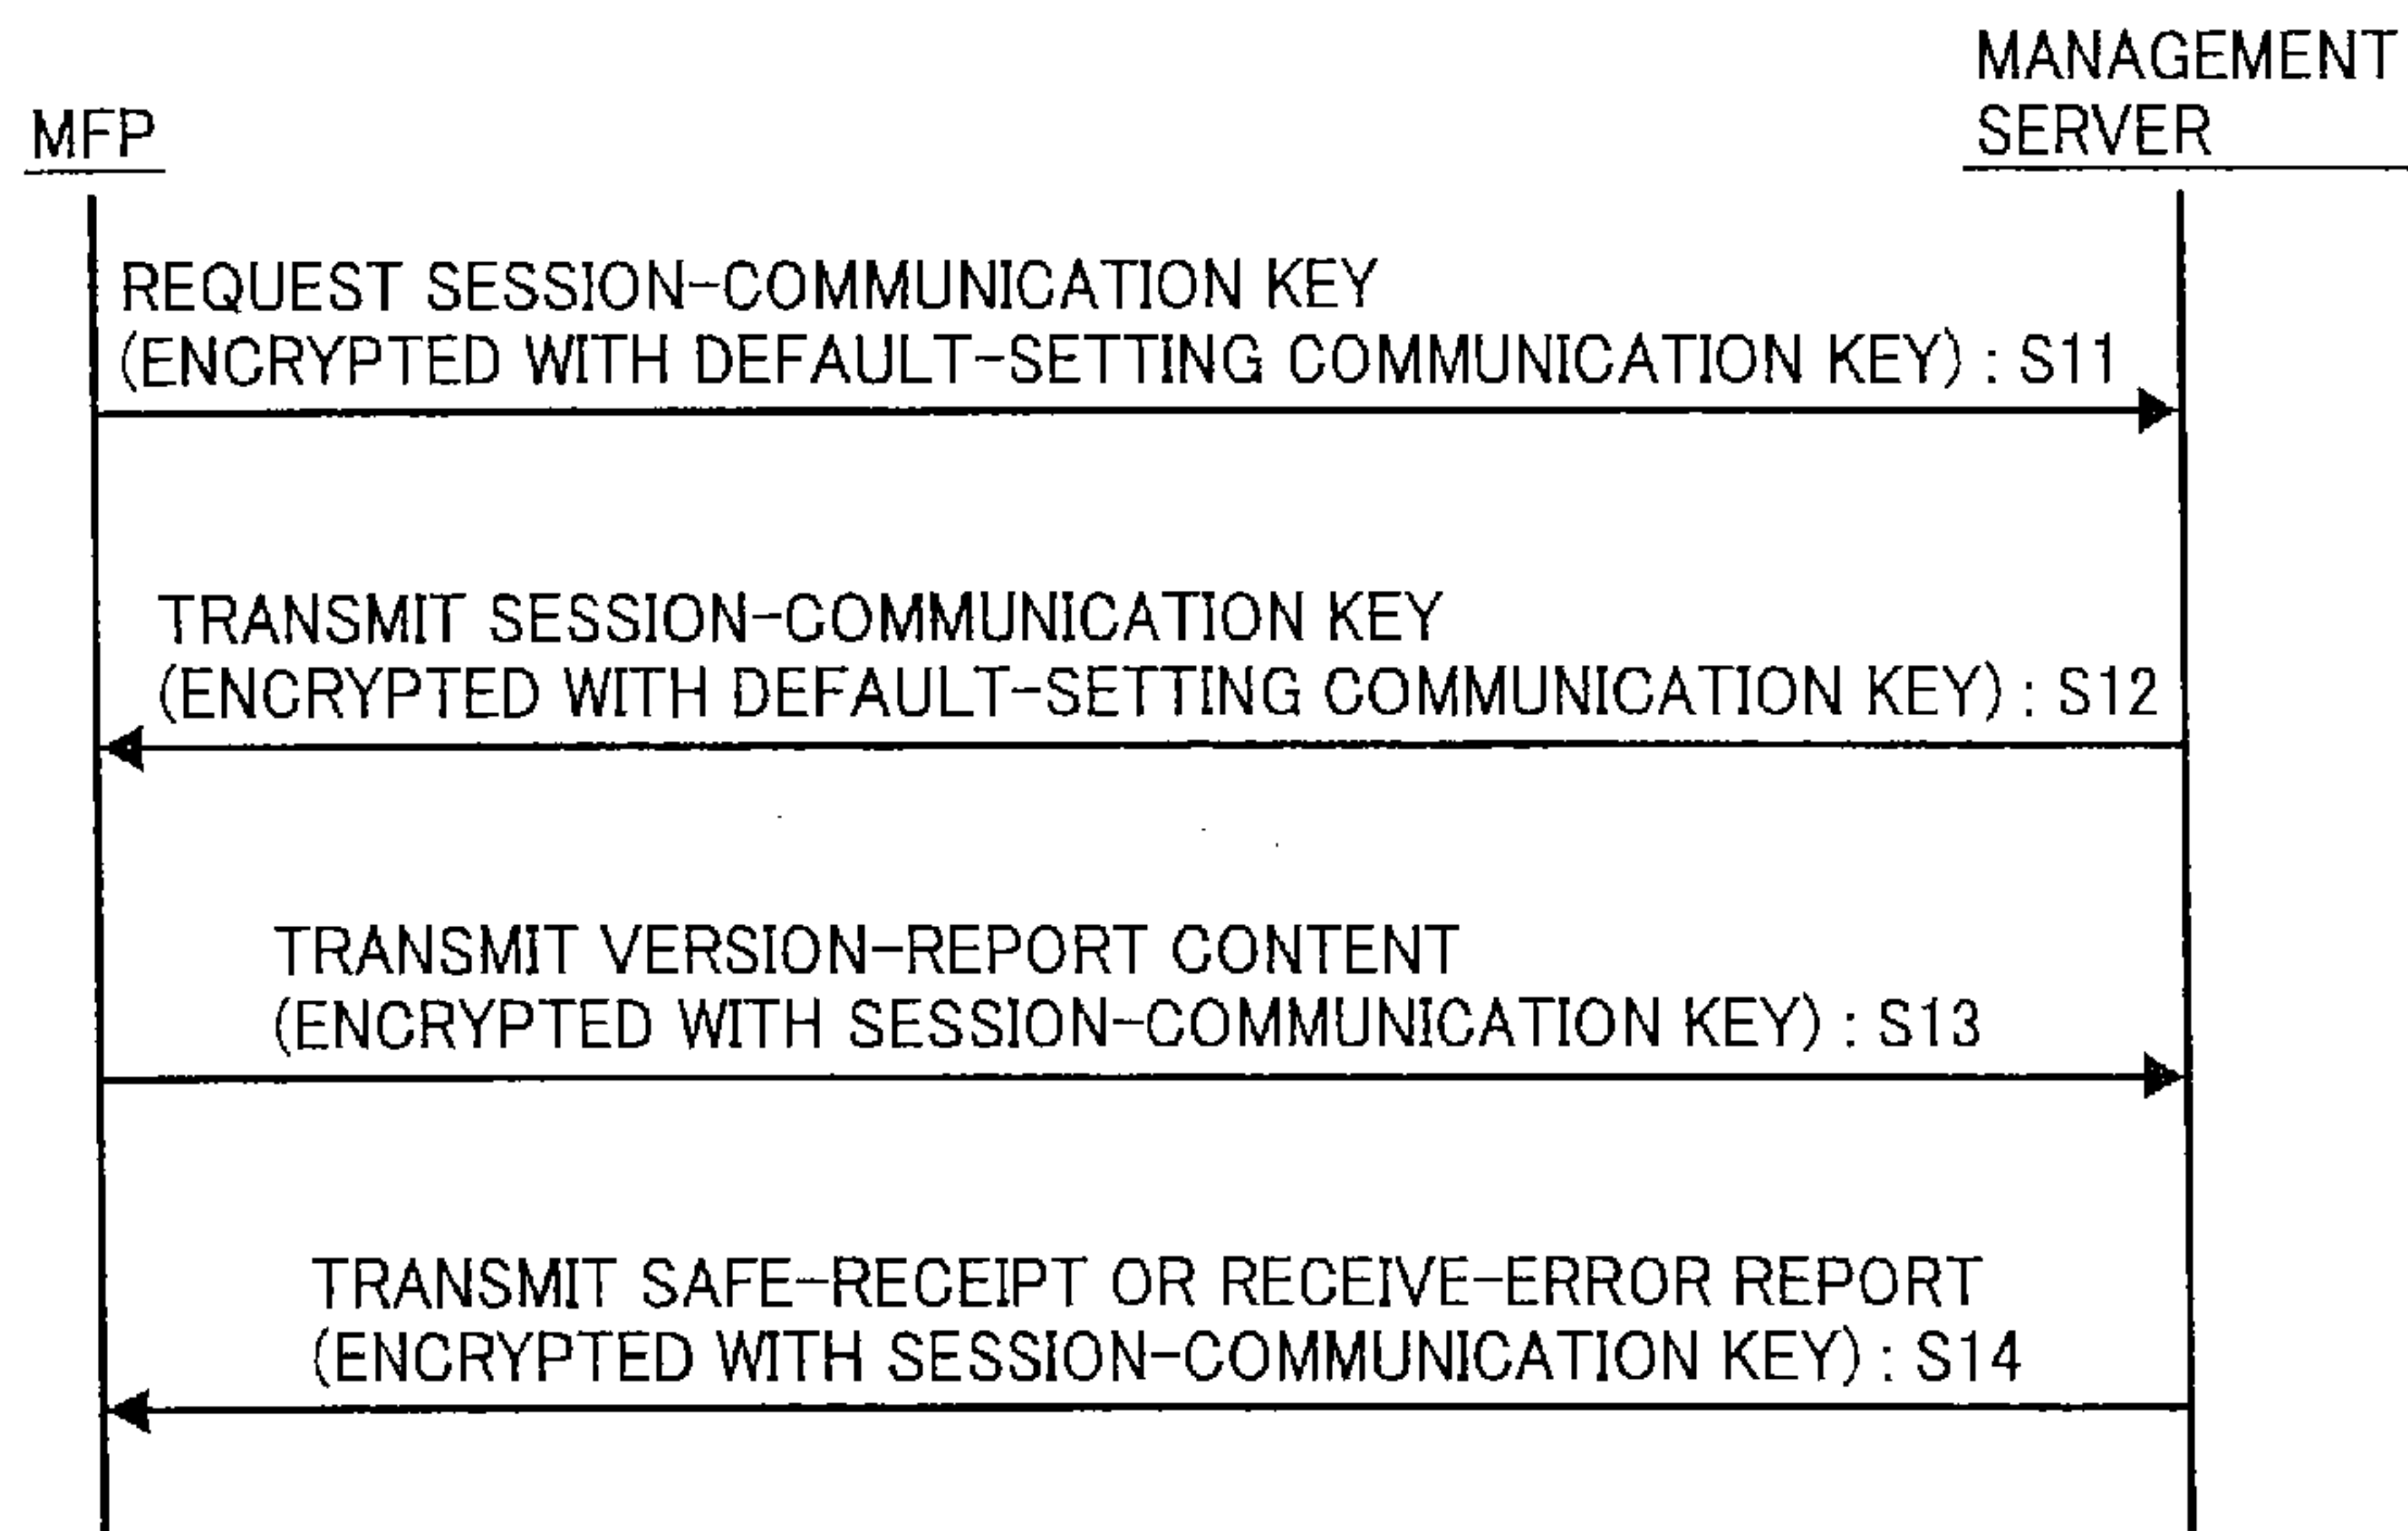 MFP
MANAGEMENT
SERVER
REQUEST SESSION-COMMUNICATION KEY
(ENCRYPTED WITH DEFAULT-SETTING COMMUNICATION KEY) : S11
TRANSMIT SESSION-COMMUNICATION KEY
(ENCRYPTED WITH DEFAULT-SETTING COMMUNICATION KEY) : S12
TRANSMIT VERSION-REPORT CONTENT
(ENCRYPTED WITH SESSION-COMMUNICATION KEY) : S13
TRANSMIT SAFE-RECEIPT OR RECEIVE-ERROR REPORT
(ENCRYPTED WITH SESSION-COMMUNICATION KEY) : S14